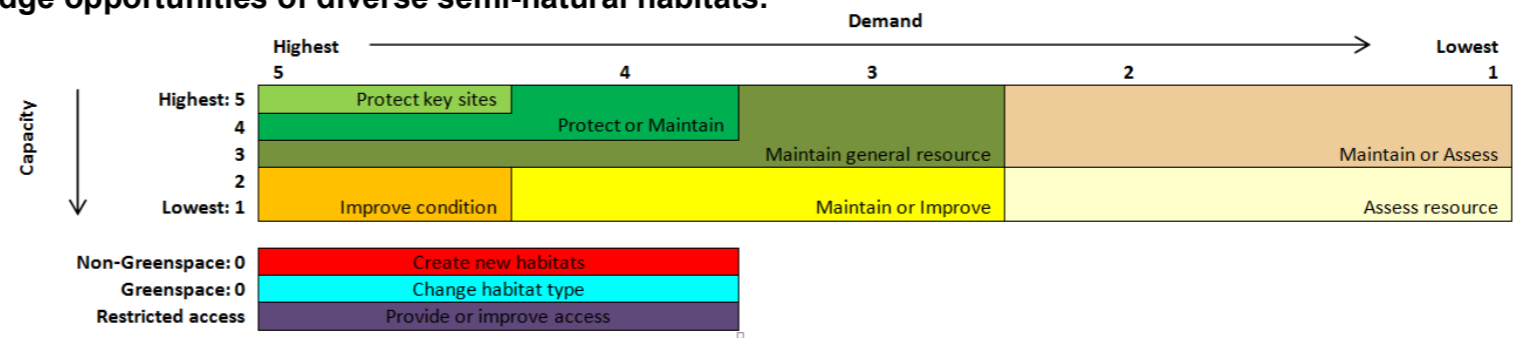 dge opportunities of diverse semi-natural habitats.
Demand
Highest Lowest
5 4 3 2 1
Capacity
Highest: 5 Protect key sites
4 Protect or Maintain
3 Maintain general resource Maintain or Assess
2
Lowest: 1 Improve condition Maintain or Improve Assess resource
Non-Greenspace: 0 Create new habitats
Greenspace: 0 Change habitat type
Restricted access Provide or improve access